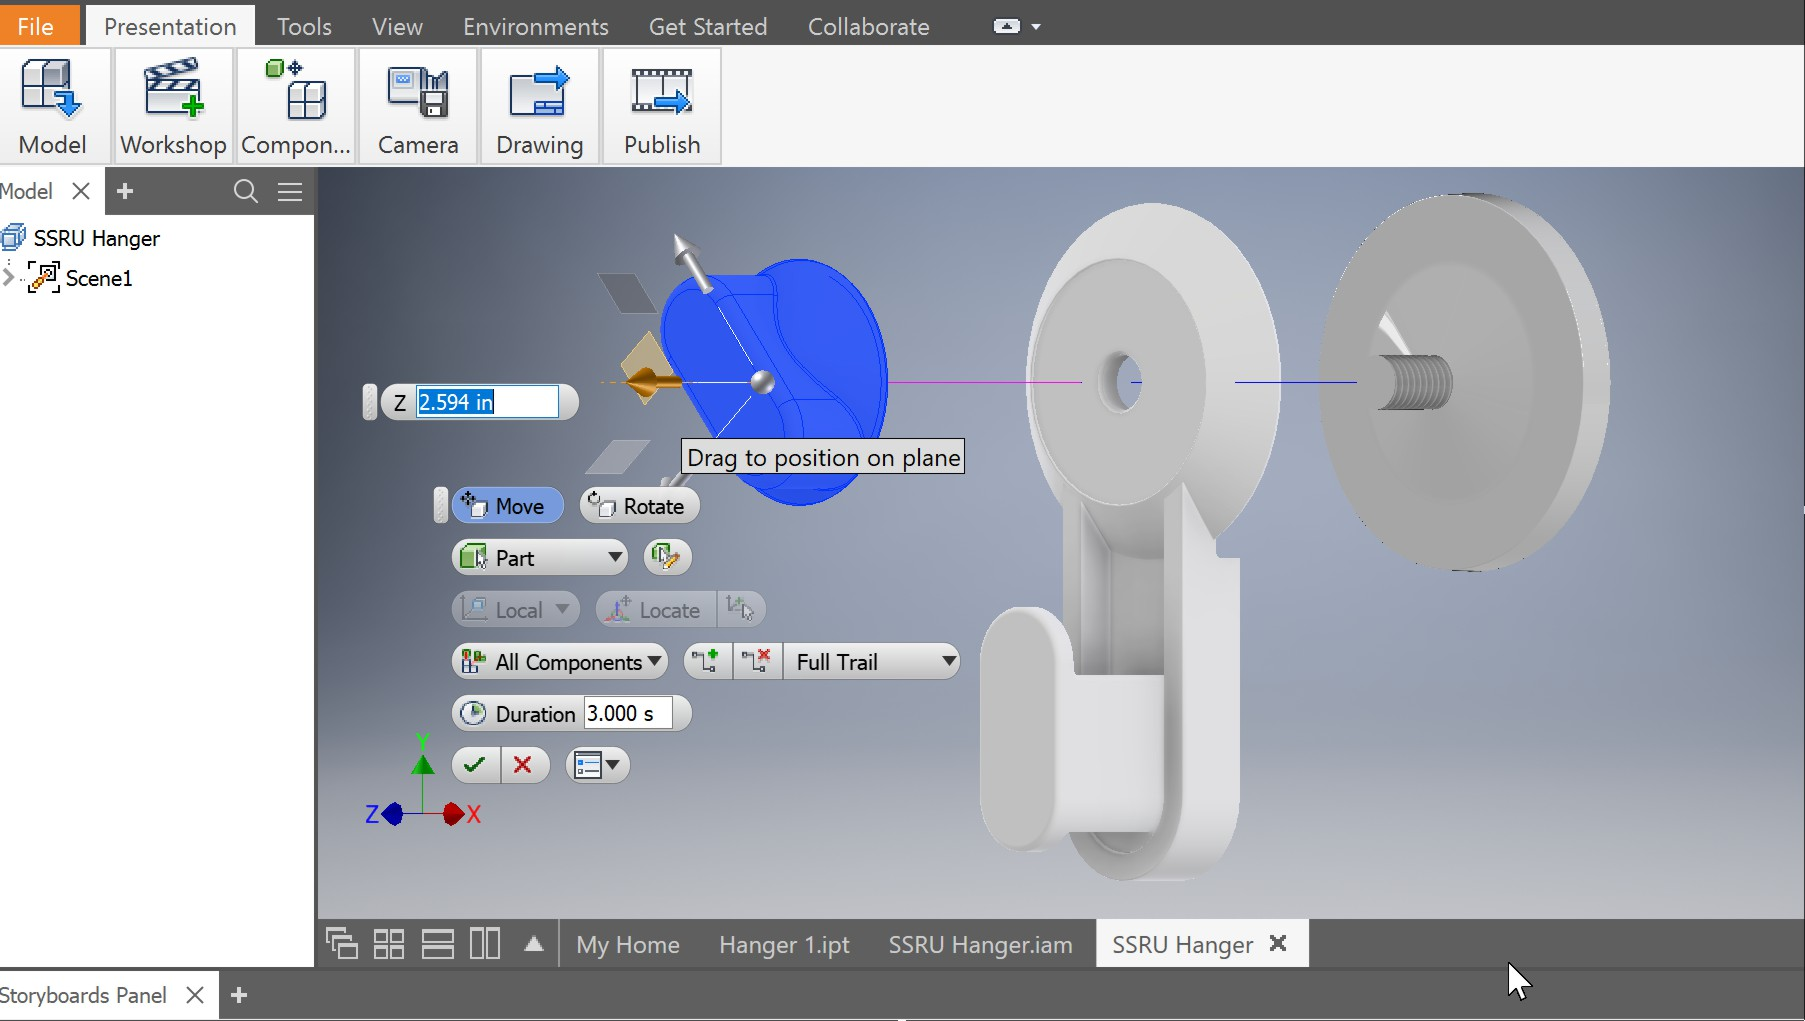 File Presentation Tools View Environments Get Started Collaborate
Model Workshop Compon... Camera Drawing Publish
Model
SSRU Hanger
Scene1
Z 2.594 in
Drag to position on plane
Move Rotate
Part
Local Locate
All Components Full Trail
Duration 3.000 s
Y
Z X
My Home Hanger 1.ipt SSRU Hanger.iam SSRU Hanger
Storyboards Panel